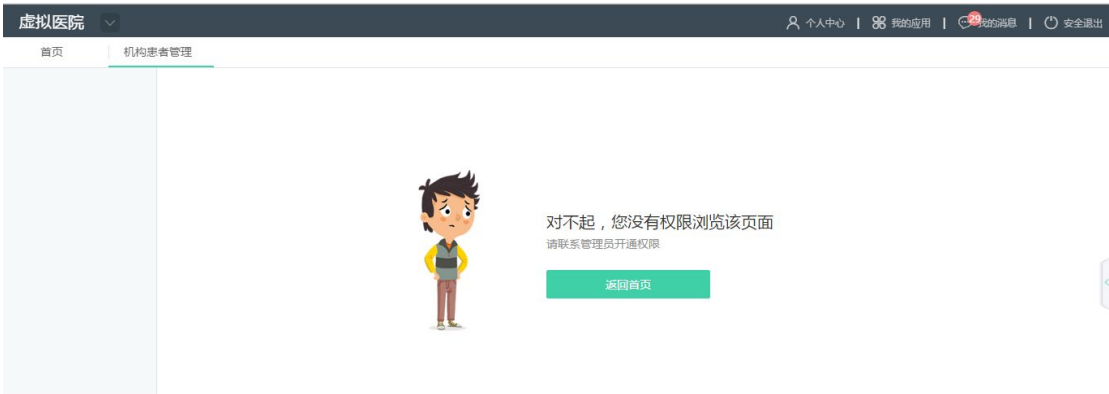 虚拟医院
个人中心 | 品 我的应用 | 29 我的消息 | 安全退出
首页 机构患者管理
对不起，您没有权限浏览该页面
请联系管理员开通权限
返回首页